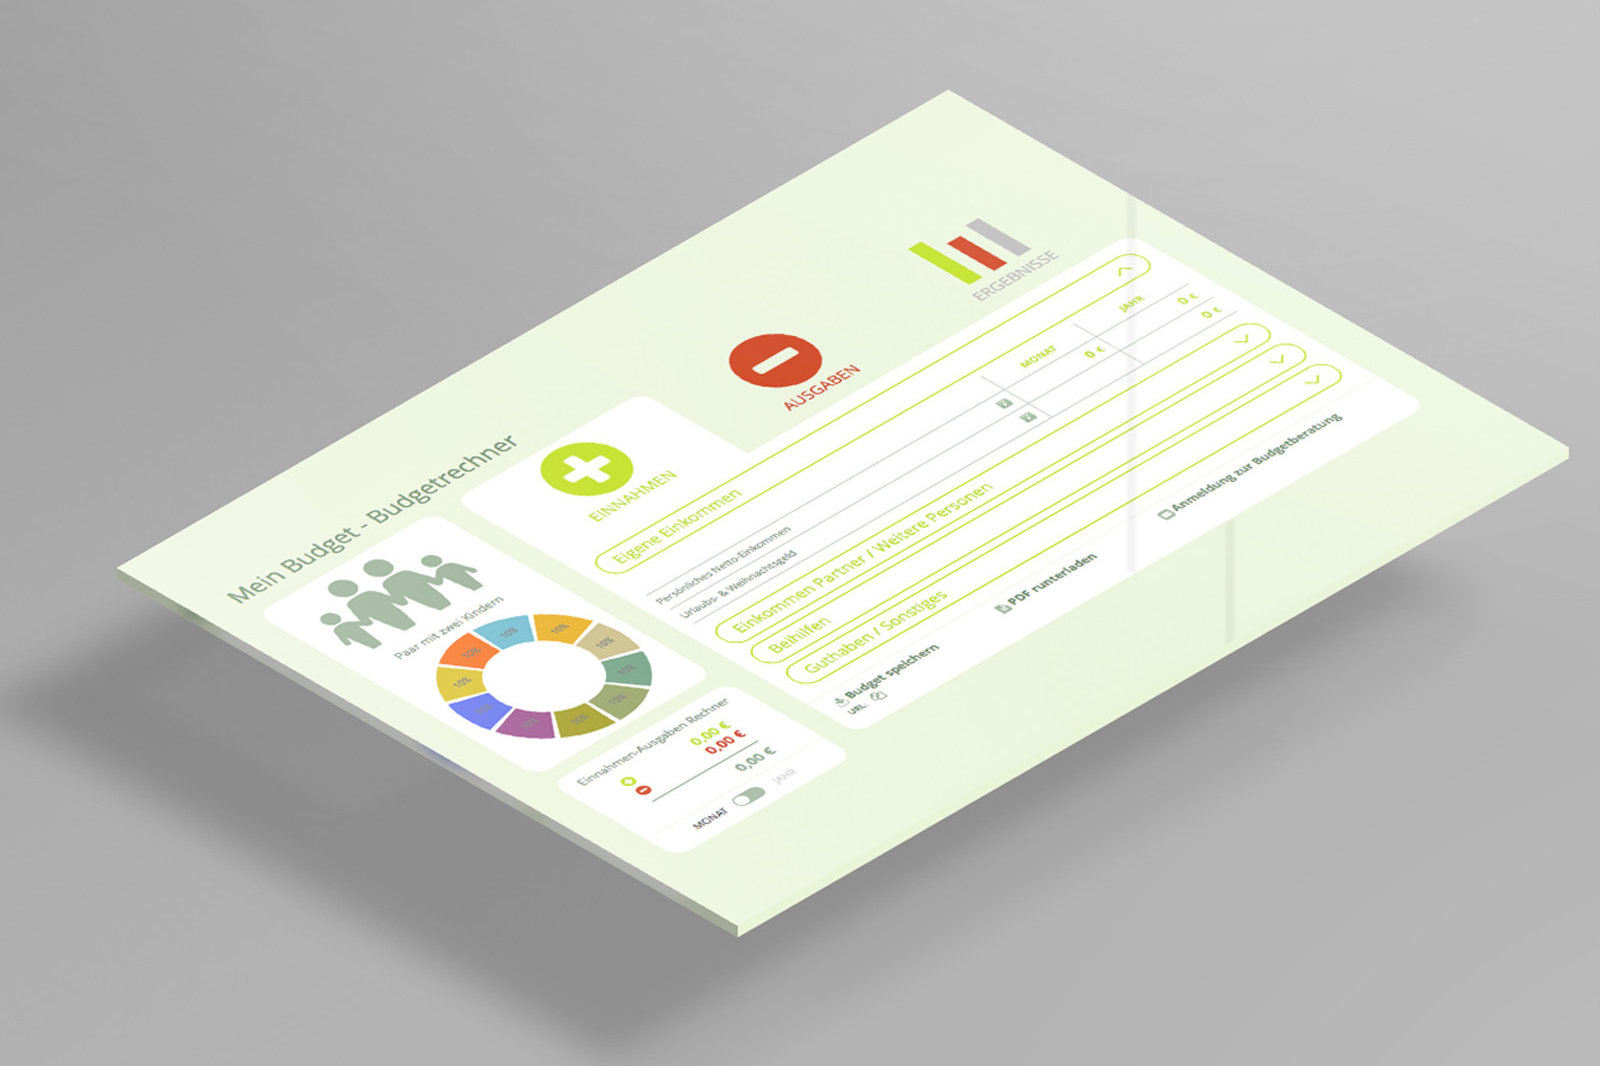 Mein Budget - Budgetrechner
Paar mit zwei Kindern
10%
10%
10%
10%
10%
10%
10%
10%
10%
Einnahmen-Ausgaben Rechner
0,00 €
0,00 €
0,00 €
MONAT
JAHR
EINNAHMEN
AUSGABEN
ERGEBNISSE
Eigene Einkommen
MONAT
JAHR
Persönliches Netto-Einkommen
0 €
0 €
Urlaubs- & Weihnachtsgeld
0 €
Einkommen Partner / Weitere Personen
Beihilfen
Guthaben / Sonstiges
Budget speichern
URL:
PDF runterladen
Anmeldung zur Budgetberatung